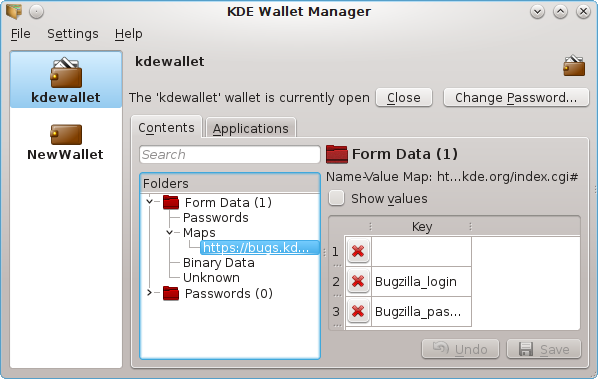 KDE Wallet Manager
File Settings Help
kdewallet
NewWallet
kdewallet
The 'kdewallet' wallet is currently open Close Change Password...
Contents Applications
Search
Folders
Form Data (1)
Passwords
Maps
https://bugs.kd...
Binary Data
Unknown
Passwords (0)
Form Data (1)
Name-Value Map: ht...kde.org/index.cgi#
Show values
Key
1
2 Bugzilla_login
3 Bugzilla_pas...
Undo Save